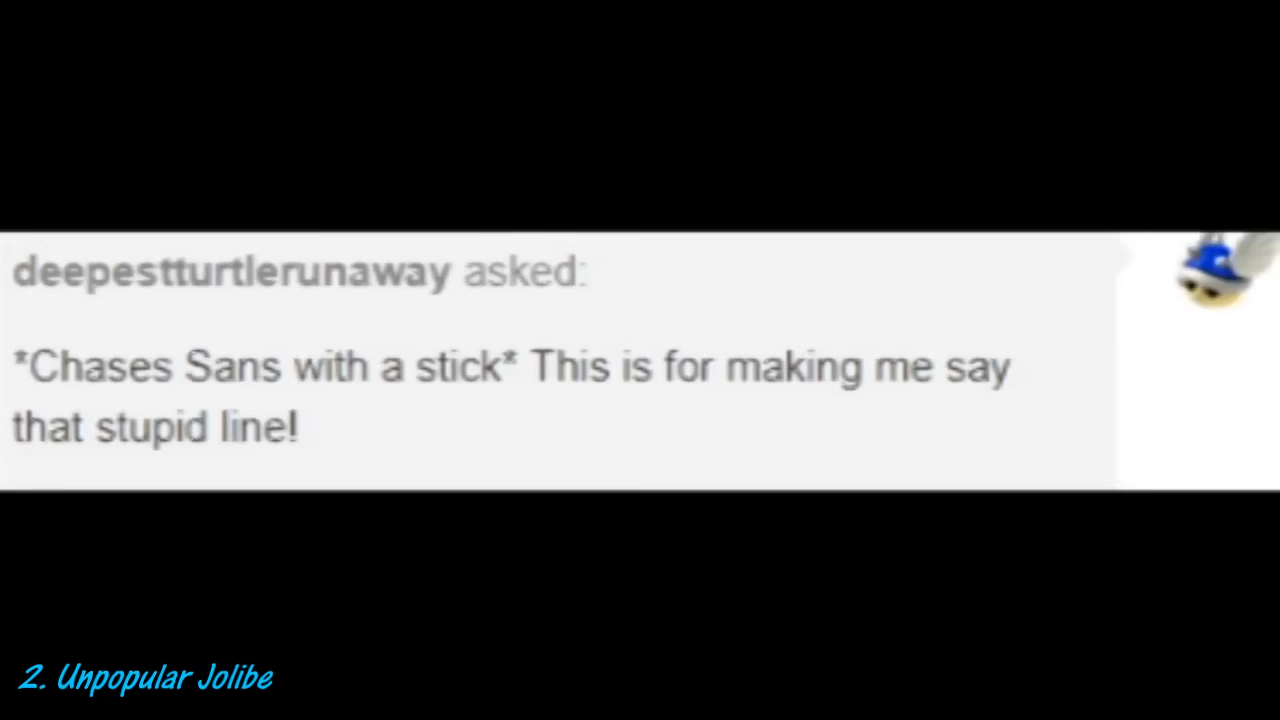 deepestturtlerunaway asked:
*Chases Sans with a stick* This is for making me say
that stupid line!
2. Unpopular Jolibe